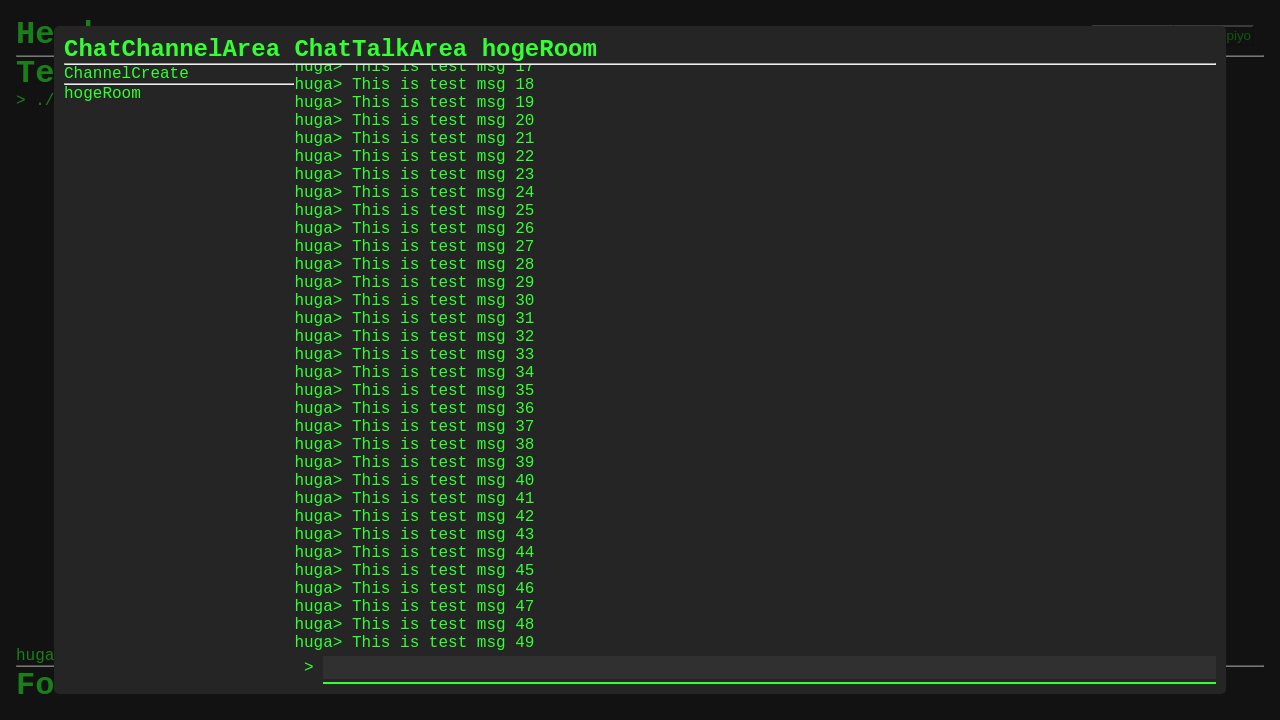 He
piyo
ChatChannelArea ChatTalkArea hogeRoom
Te
> ./
ChannelCreate
hogeRoom
huga> This is test msg 17
huga> This is test msg 18
huga> This is test msg 19
huga> This is test msg 20
huga> This is test msg 21
huga> This is test msg 22
huga> This is test msg 23
huga> This is test msg 24
huga> This is test msg 25
huga> This is test msg 26
huga> This is test msg 27
huga> This is test msg 28
huga> This is test msg 29
huga> This is test msg 30
huga> This is test msg 31
huga> This is test msg 32
huga> This is test msg 33
huga> This is test msg 34
huga> This is test msg 35
huga> This is test msg 36
huga> This is test msg 37
huga> This is test msg 38
huga> This is test msg 39
huga> This is test msg 40
huga> This is test msg 41
huga> This is test msg 42
huga> This is test msg 43
huga> This is test msg 44
huga> This is test msg 45
huga> This is test msg 46
huga> This is test msg 47
huga> This is test msg 48
huga> This is test msg 49
>
huga
Fo